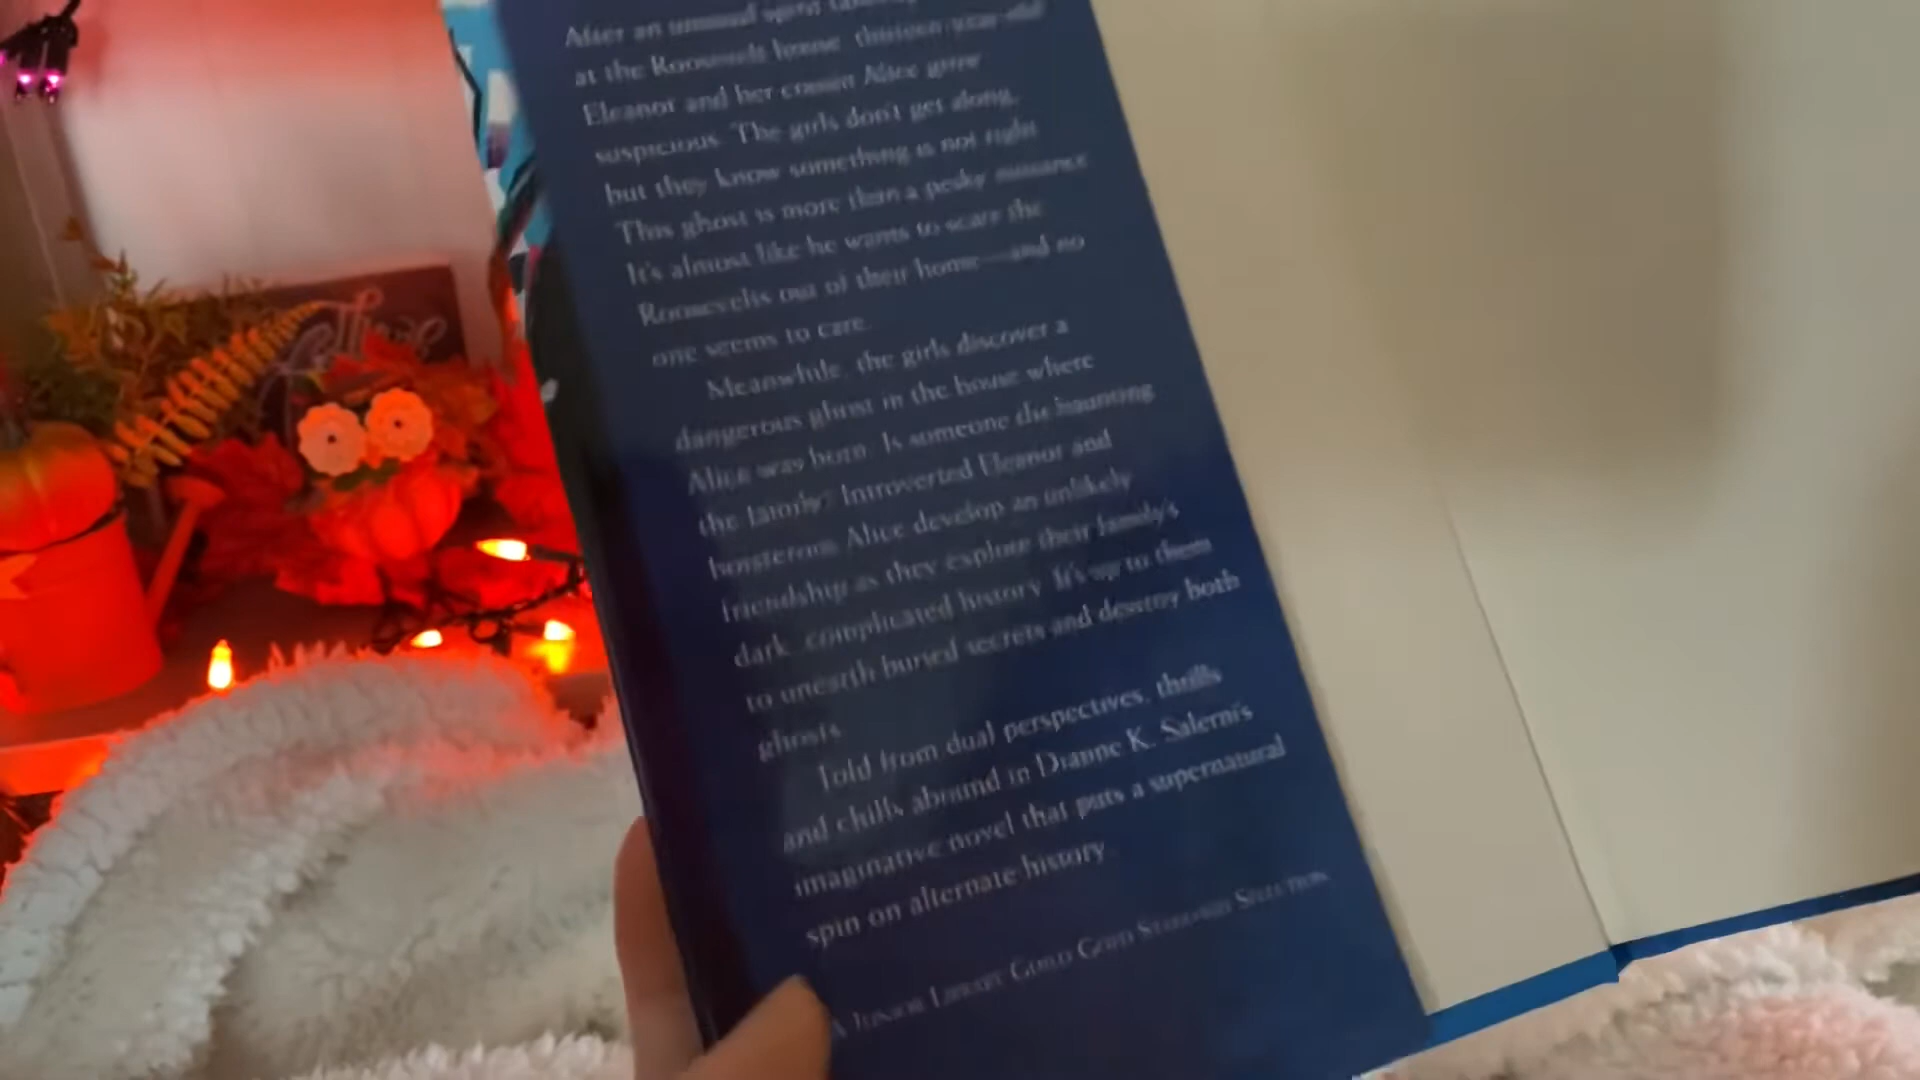 After an unusual spirit
at the Roosevelt house, thirteen-year-old
Eleanor and her cousin Alice grow
suspicious. The girls don't get along,
but they know something is not right.
This ghost is more than a pesky nuisance.
It's almost like he wants to scare the
Roosevelts out of their home—and no
one seems to care.
Meanwhile, the girls discover a
dangerous ghost in the house where
Alice was born. Is someone else haunting
the family? Introverted Eleanor and
boisterous Alice develop an unlikely
friendship as they explore their family's
dark, complicated history. It's up to them
to unearth buried secrets and destroy both
ghosts.
Told from dual perspectives, thrills
and chills abound in Dianne K. Salerni's
imaginative novel that puts a supernatural
spin on alternate history.
A Junior Library Guild Gold Standard Selection